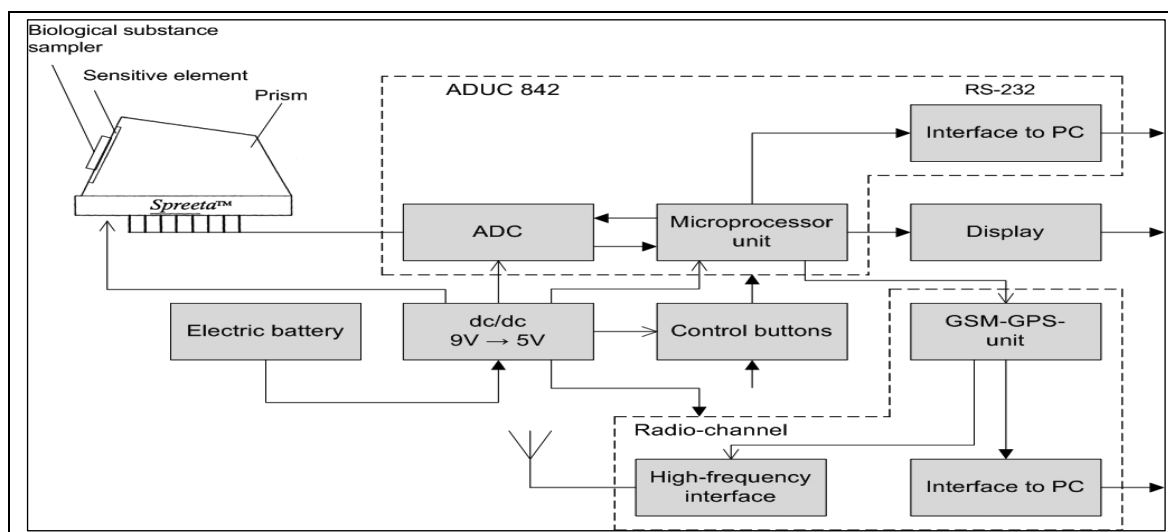 Biological substance
sampler
Sensitive element
Prism
ADUC 842
RS-232
Interface to PC
Spreeta™
ADC
Microprocessor
unit
Display
Electric battery
dc/dc
9V → 5V
Control buttons
GSM-GPS-
unit
Radio-channel
High-frequency
interface
Interface to PC